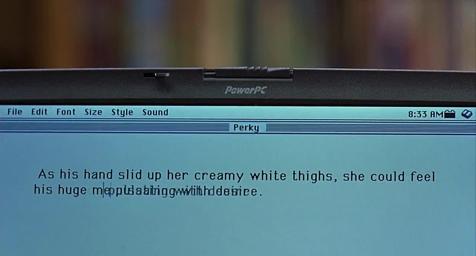 PowerPC
File Edit Font Size Style Sound 8:33 AM
Perky
As his hand slid up her creamy white thighs, she could feel
his huge desire.